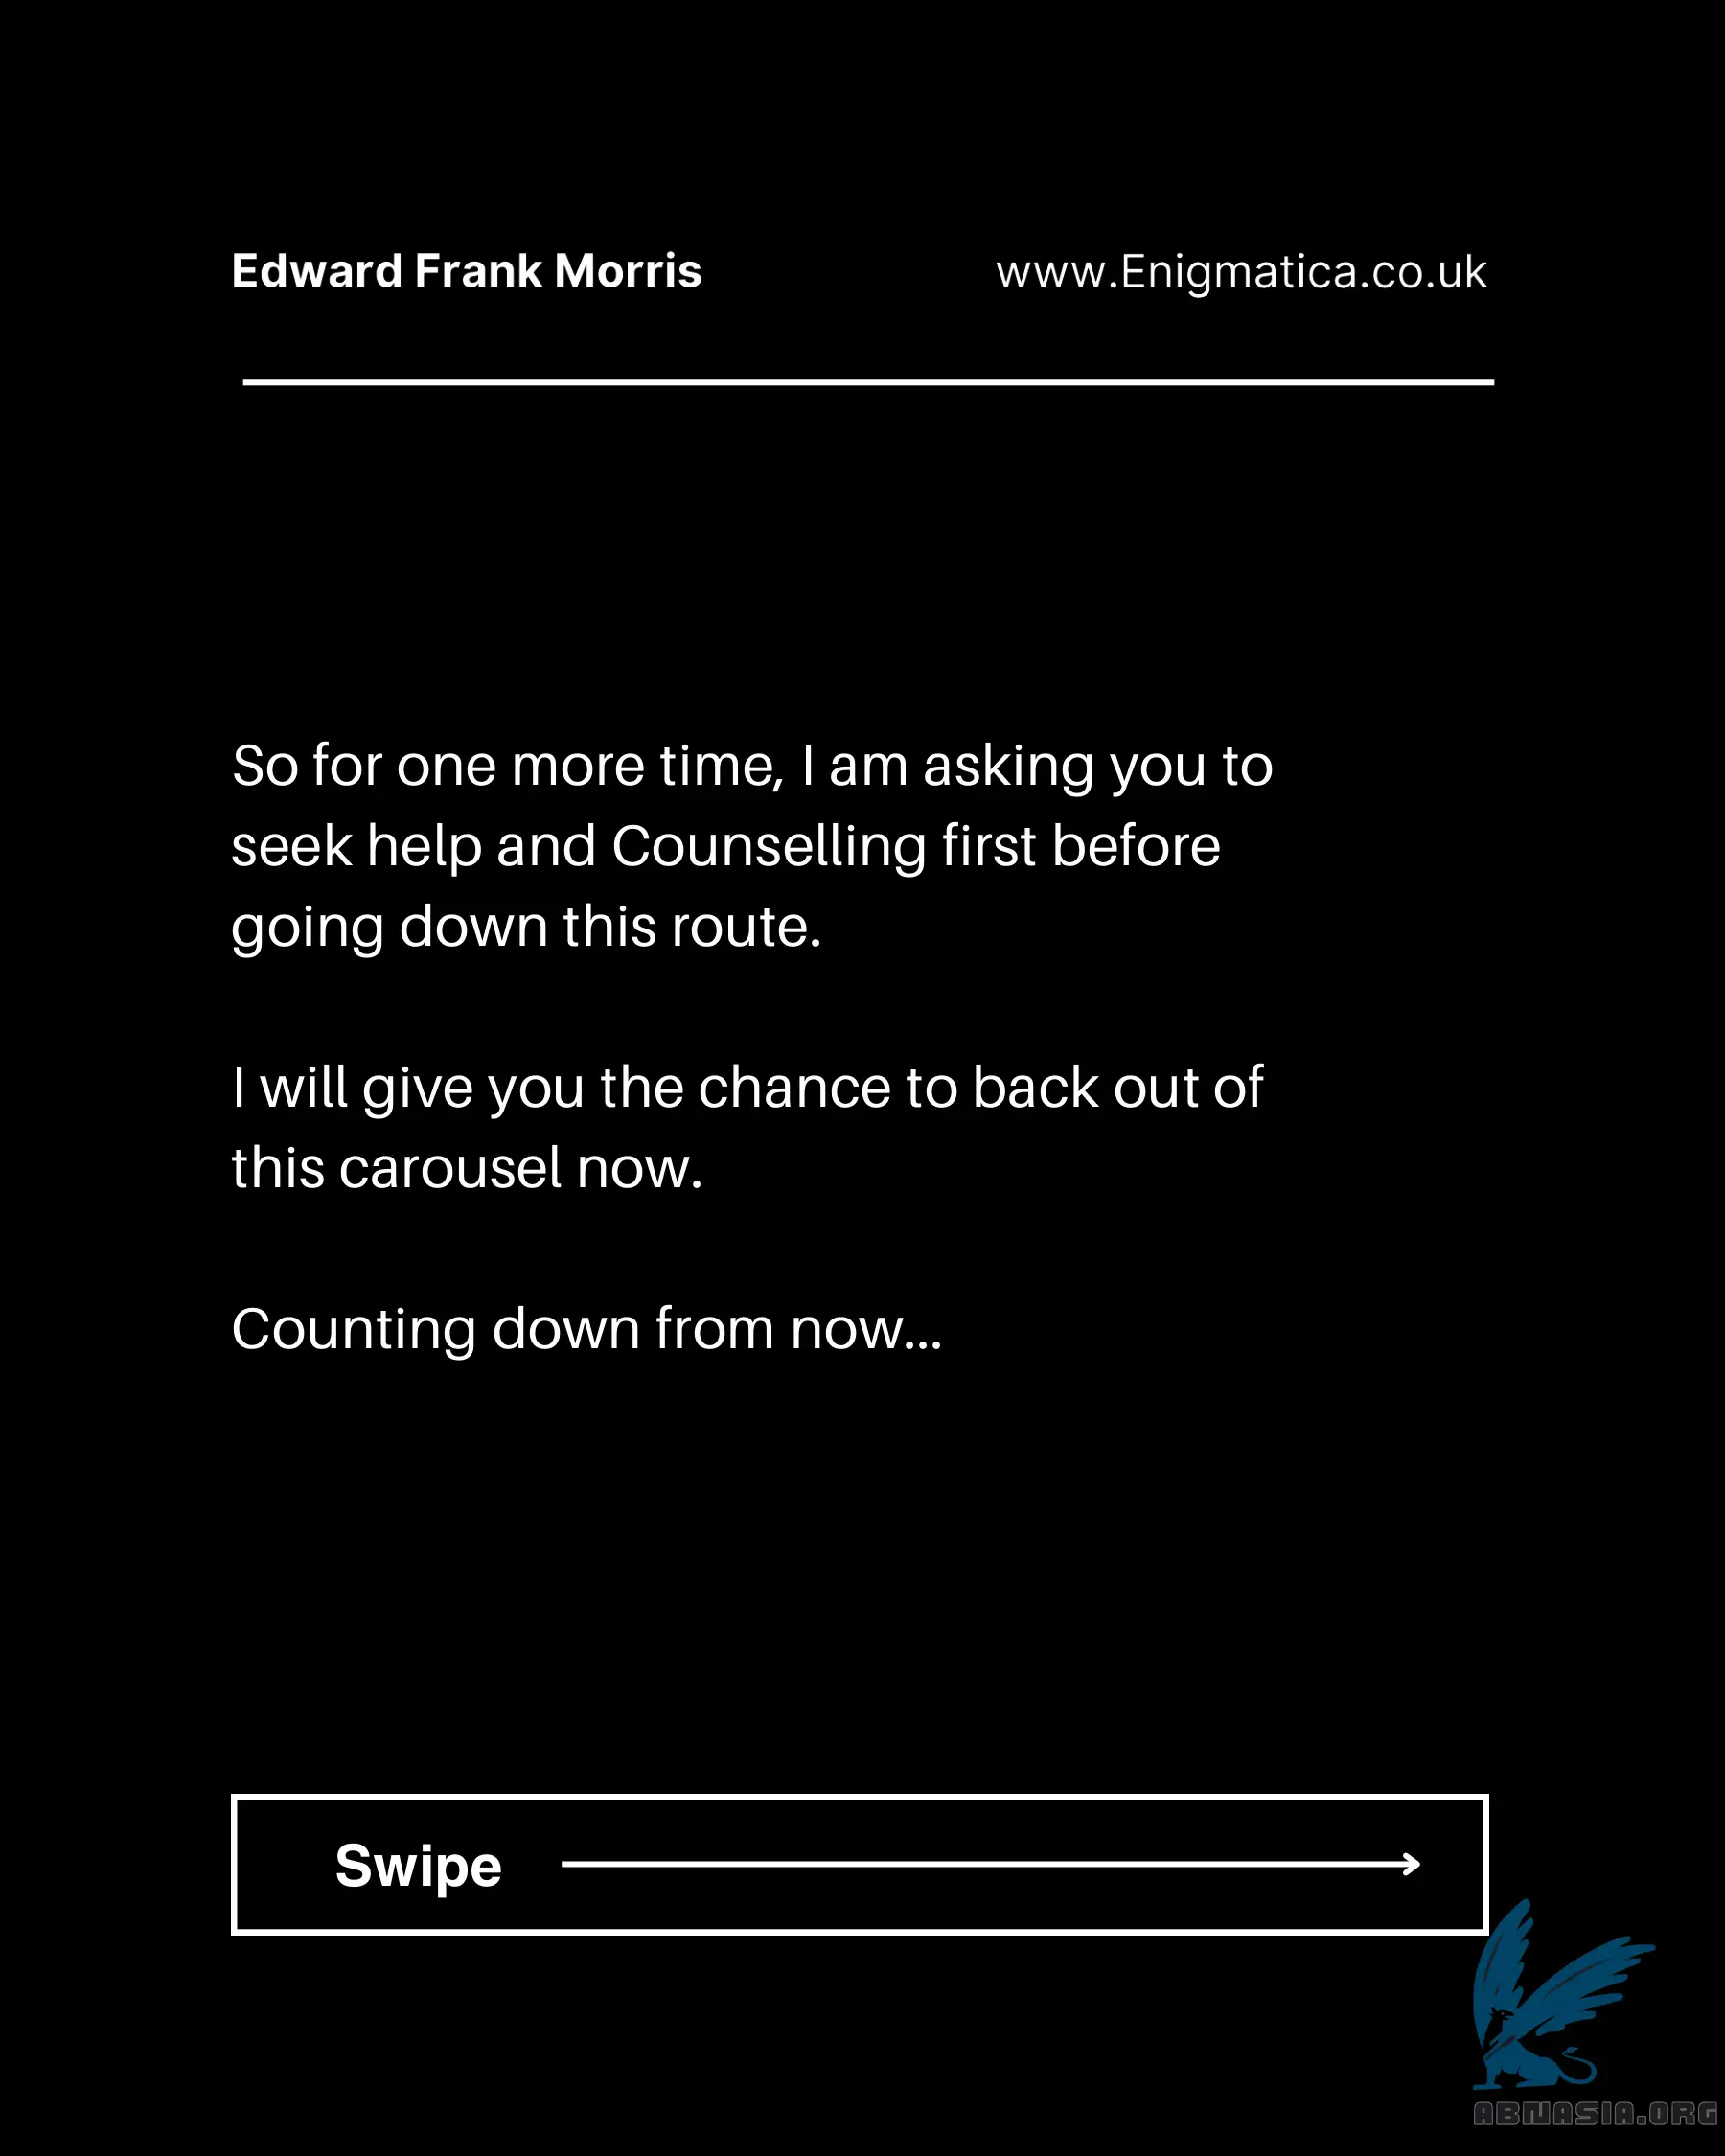 Edward Frank Morris
www.Enigmatica.co.uk
So for one more time, I am asking you to
seek help and Counselling first before
going down this route.
I will give you the chance to back out of
this carousel now.
Counting down from now...
Swipe
ABNASIA.ORG